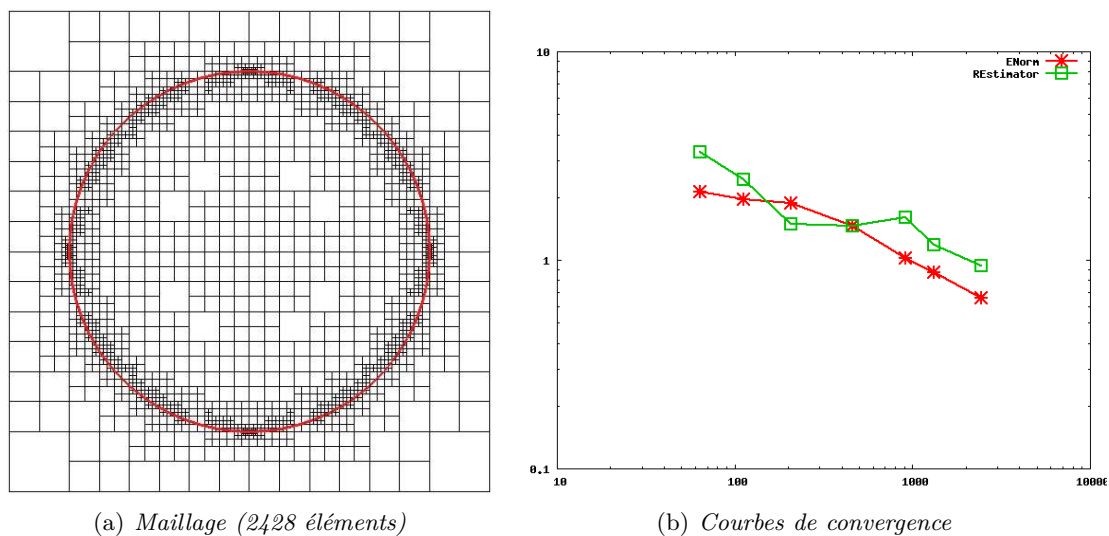 10
1
0.1
10
100
1000
10000
ENorm
REstimator
(a) Maillage (2428 éléments)
(b) Courbes de convergence